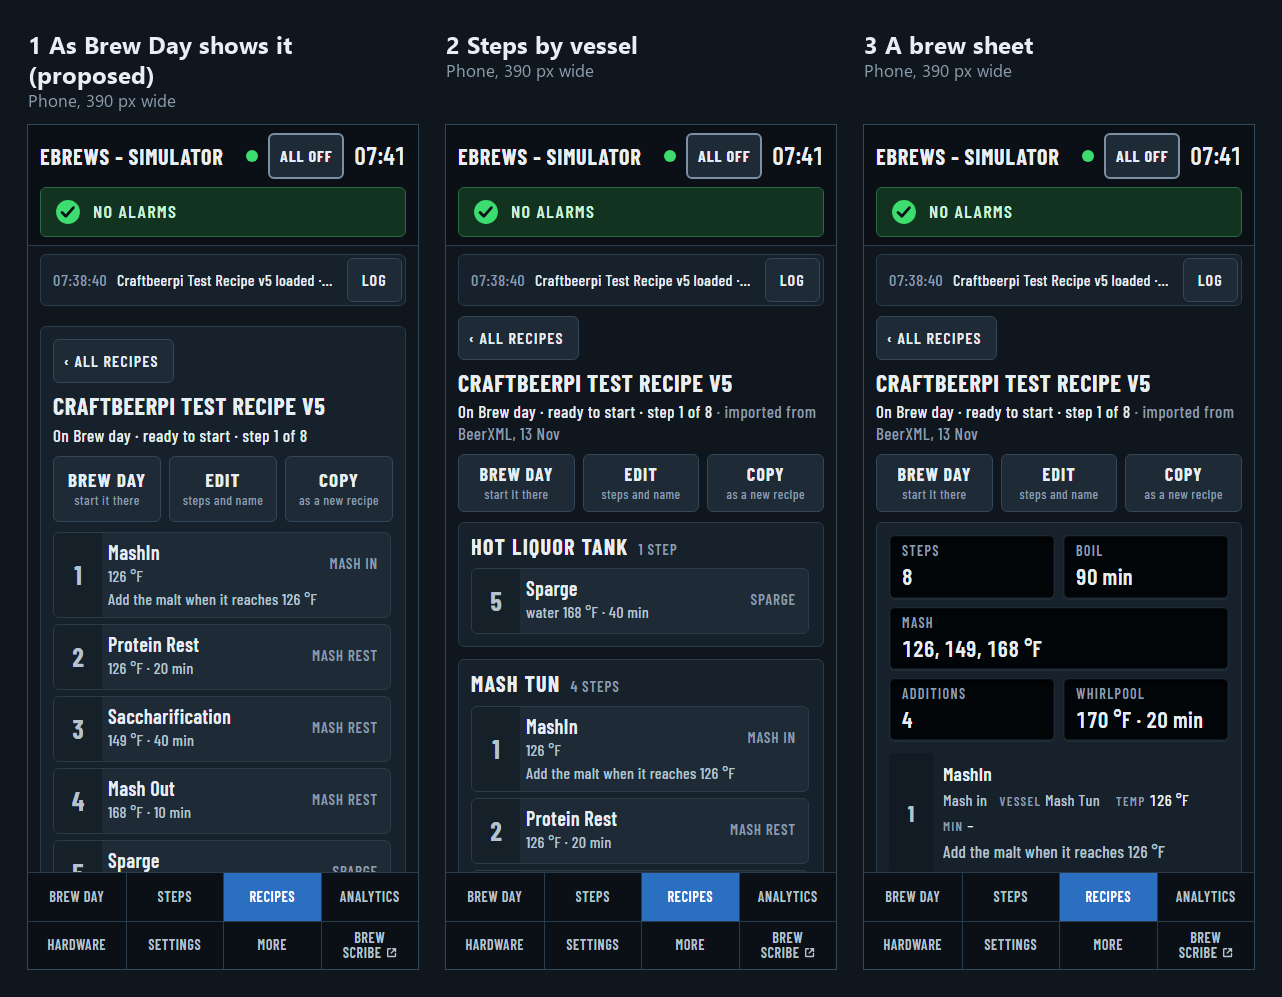 1 As Brew Day shows it
(proposed)
Phone, 390 px wide
EBREWS - SIMULATOR
ALL OFF
07:41
NO ALARMS
07:38:40 Craftbeerpi Test Recipe v5 loaded ·...
LOG
‹ ALL RECIPES
CRAFTBEERPI TEST RECIPE V5
On Brew day · ready to start · step 1 of 8
BREW DAY
start it there
EDIT
steps and name
COPY
as a new recipe
1
MashIn
126 °F
Add the malt when it reaches 126 °F
MASH IN
2
Protein Rest
126 °F · 20 min
MASH REST
3
Saccharification
149 °F · 40 min
MASH REST
4
Mash Out
168 °F · 10 min
MASH REST
5
Sparge
SPARGE
BREW DAY
STEPS
RECIPES
ANALYTICS
HARDWARE
SETTINGS
MORE
BREW
SCRIBE
2 Steps by vessel
Phone, 390 px wide
EBREWS - SIMULATOR
ALL OFF
07:41
NO ALARMS
07:38:40 Craftbeerpi Test Recipe v5 loaded ·...
LOG
‹ ALL RECIPES
CRAFTBEERPI TEST RECIPE V5
On Brew day · ready to start · step 1 of 8 · imported from
BeerXML, 13 Nov
BREW DAY
start it there
EDIT
steps and name
COPY
as a new recipe
HOT LIQUOR TANK 1 STEP
5
Sparge
water 168 °F · 40 min
SPARGE
MASH TUN 4 STEPS
1
MashIn
126 °F
Add the malt when it reaches 126 °F
MASH IN
2
Protein Rest
126 °F · 20 min
MASH REST
BREW DAY
STEPS
RECIPES
ANALYTICS
HARDWARE
SETTINGS
MORE
BREW
SCRIBE
3 A brew sheet
Phone, 390 px wide
EBREWS - SIMULATOR
ALL OFF
07:41
NO ALARMS
07:38:40 Craftbeerpi Test Recipe v5 loaded ·...
LOG
‹ ALL RECIPES
CRAFTBEERPI TEST RECIPE V5
On Brew day · ready to start · step 1 of 8 · imported from
BeerXML, 13 Nov
BREW DAY
start it there
EDIT
steps and name
COPY
as a new recipe
STEPS
8
BOIL
90 min
MASH
126, 149, 168 °F
ADDITIONS
4
WHIRLPOOL
170 °F · 20 min
1
MashIn
Mash in VESSEL Mash Tun TEMP 126 °F
MIN –
Add the malt when it reaches 126 °F
BREW DAY
STEPS
RECIPES
ANALYTICS
HARDWARE
SETTINGS
MORE
BREW
SCRIBE